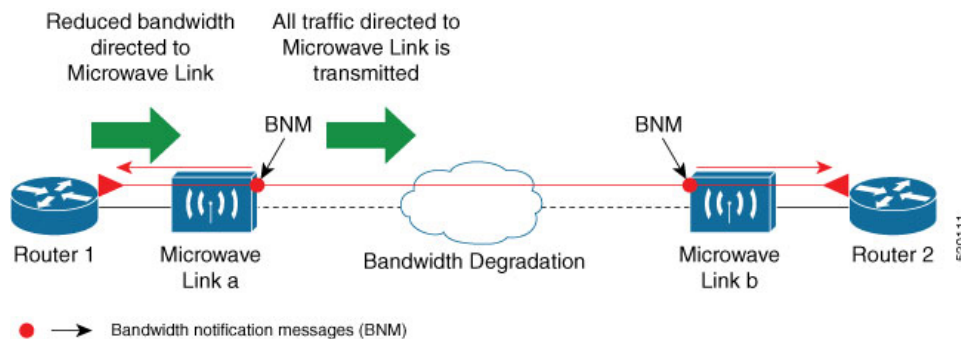 Reduced bandwidth
directed to
Microwave Link
All traffic directed to
Microwave Link is
transmitted
BNM
BNM
Router 1
Microwave
Link a
Bandwidth Degradation
Microwave
Link b
Router 2
Bandwidth notification messages (BNM)